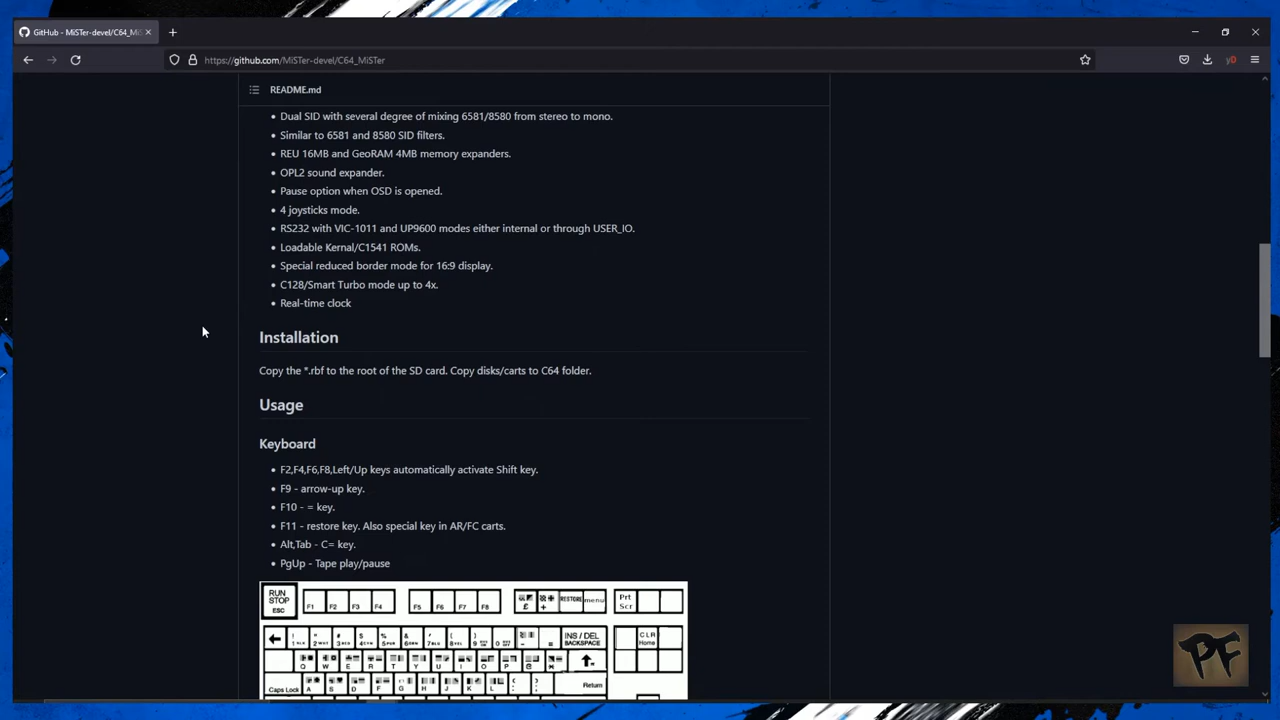 GitHub - MiSTer-devel/C64_Mi
https://github.com/MiSTer-devel/C64_MiSTer
README.md
Dual SID with several degree of mixing 6581/8580 from stereo to mono.
Similar to 6581 and 8580 SID filters.
REU 16MB and GeoRAM 4MB memory expanders.
OPL2 sound expander.
Pause option when OSD is opened.
4 joysticks mode.
RS232 with VIC-1011 and UP9600 modes either internal or through USER_IO.
Loadable Kernal/C1541 ROMs.
Special reduced border mode for 16:9 display.
C128/Smart Turbo mode up to 4x.
Real-time clock
Installation
Copy the *.rbf to the root of the SD card. Copy disks/carts to C64 folder.
Usage
Keyboard
F2,F4,F6,F8,Left/Up keys automatically activate Shift key.
F9 - arrow-up key.
F10 - = key.
F11 - restore key. Also special key in AR/FC carts.
Alt,Tab - C= key.
PgUp - Tape play/pause
RUN STOP ESC F1 F2 F3 F4 F5 F6 F7 F8 £ + RESTORE menu Prt Scr
INS / DEL BACKSPACE CLR Home
Q W E R T Y U I O P
Caps Lock A S D F G H J K L Return
PF